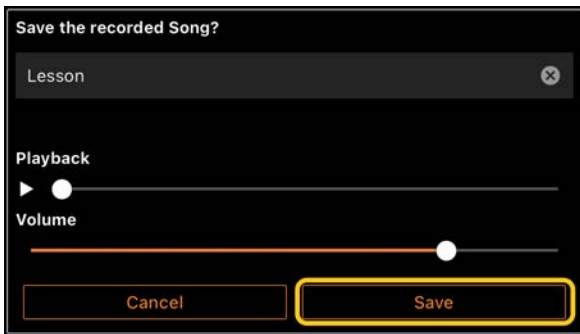 Save the recorded Song?
Lesson
Playback
Volume
Cancel Save